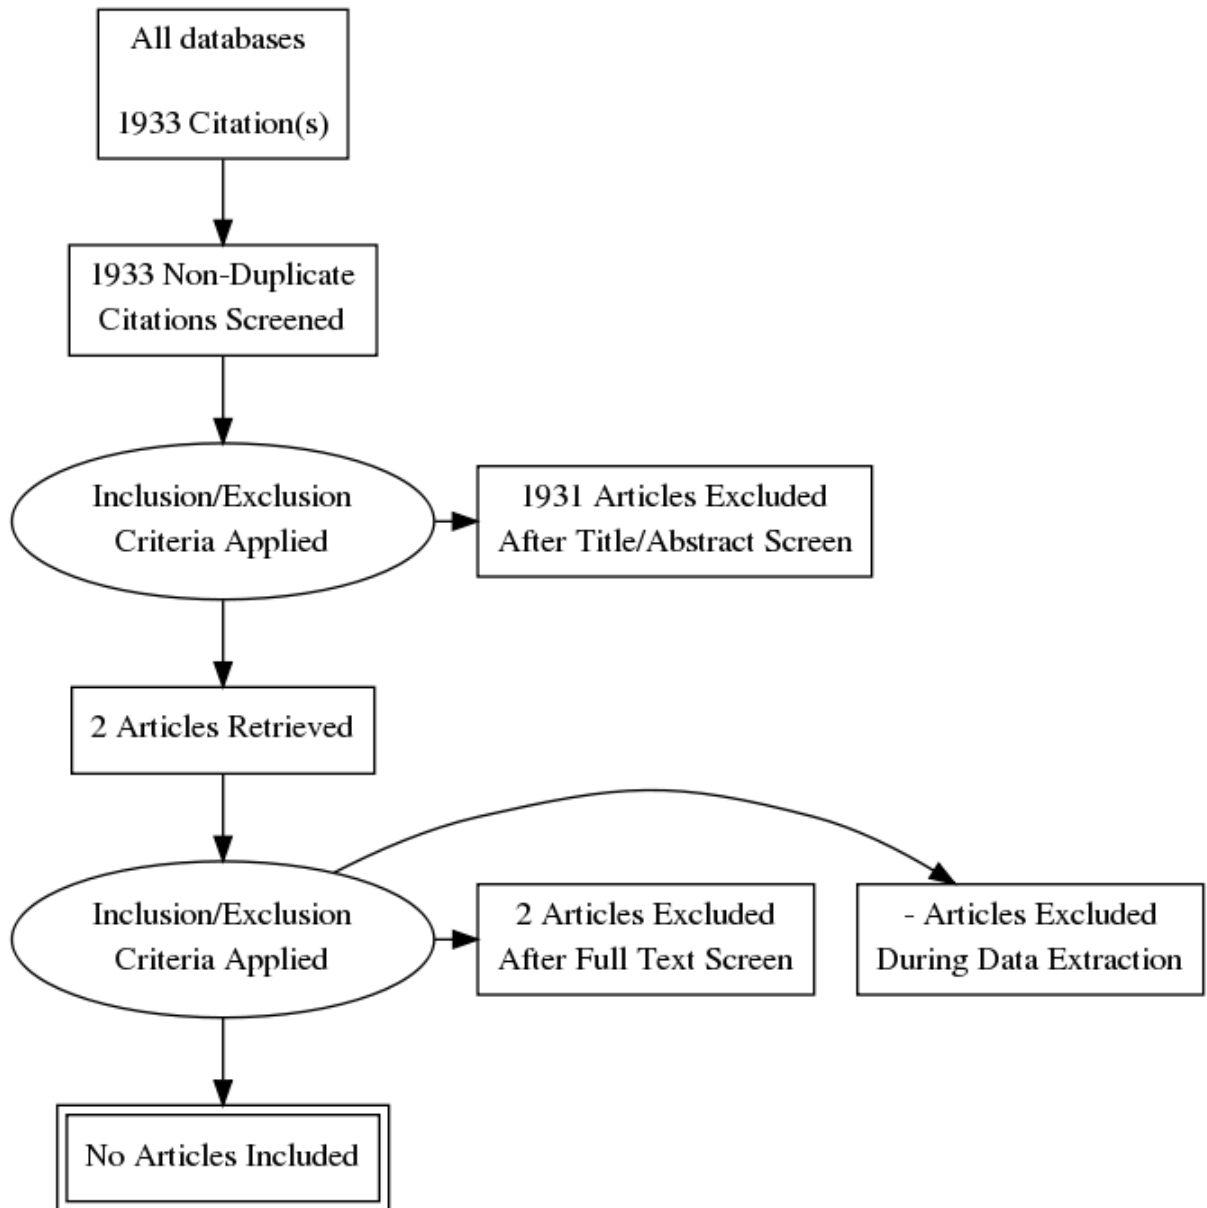 All databases
1933 Citation(s)
1933 Non-Duplicate
Citations Screened
Inclusion/Exclusion
Criteria Applied
1931 Articles Excluded
After Title/Abstract Screen
2 Articles Retrieved
Inclusion/Exclusion
Criteria Applied
2 Articles Excluded
After Full Text Screen
- Articles Excluded
During Data Extraction
No Articles Included